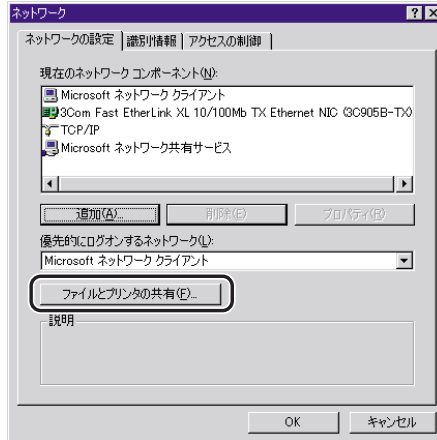 ネットワーク
ネットワークの設定 識別情報 アクセスの制御
現在のネットワーク コンポーネント(N):
Microsoft ネットワーク クライアント
3Com Fast EtherLink XL 10/100Mb TX Ethernet NIC (3C905B-TX)
TCP/IP
Microsoft ネットワーク共有サービス
追加(A)... 削除(E) プロパティ(R)
優先的にログオンするネットワーク(L):
Microsoft ネットワーク クライアント
ファイルとプリンタの共有(F)...
説明
OK キャンセル